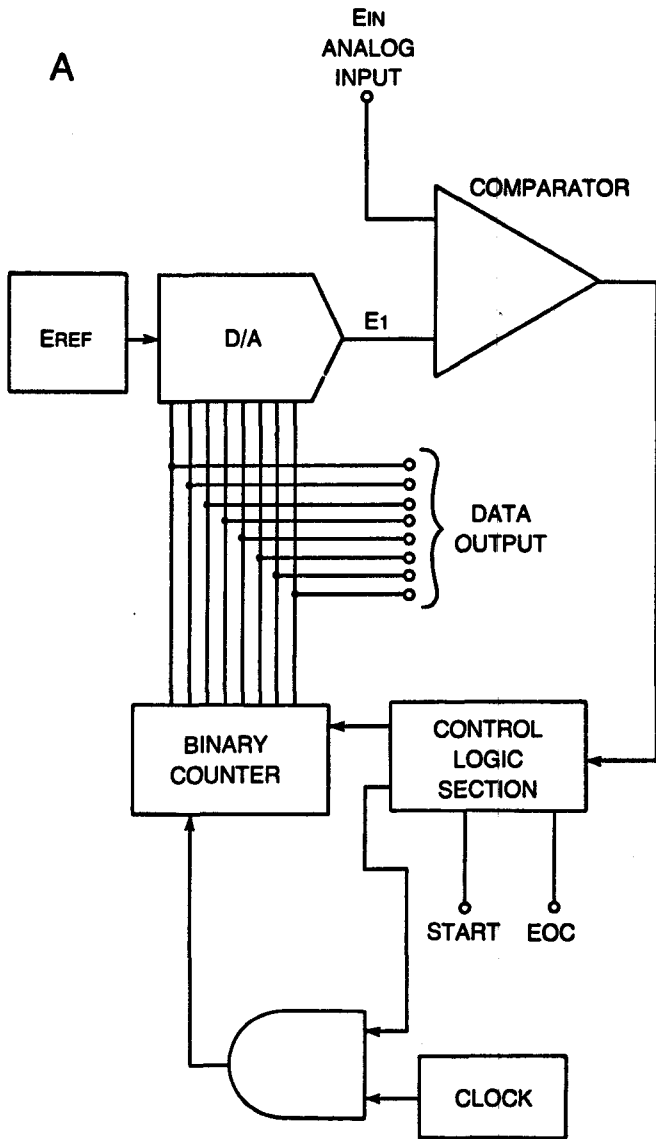 A
EIN
ANALOG
INPUT
COMPARATOR
EREF
D/A
E1
DATA
OUTPUT
BINARY
COUNTER
CONTROL
LOGIC
SECTION
START
EOC
CLOCK